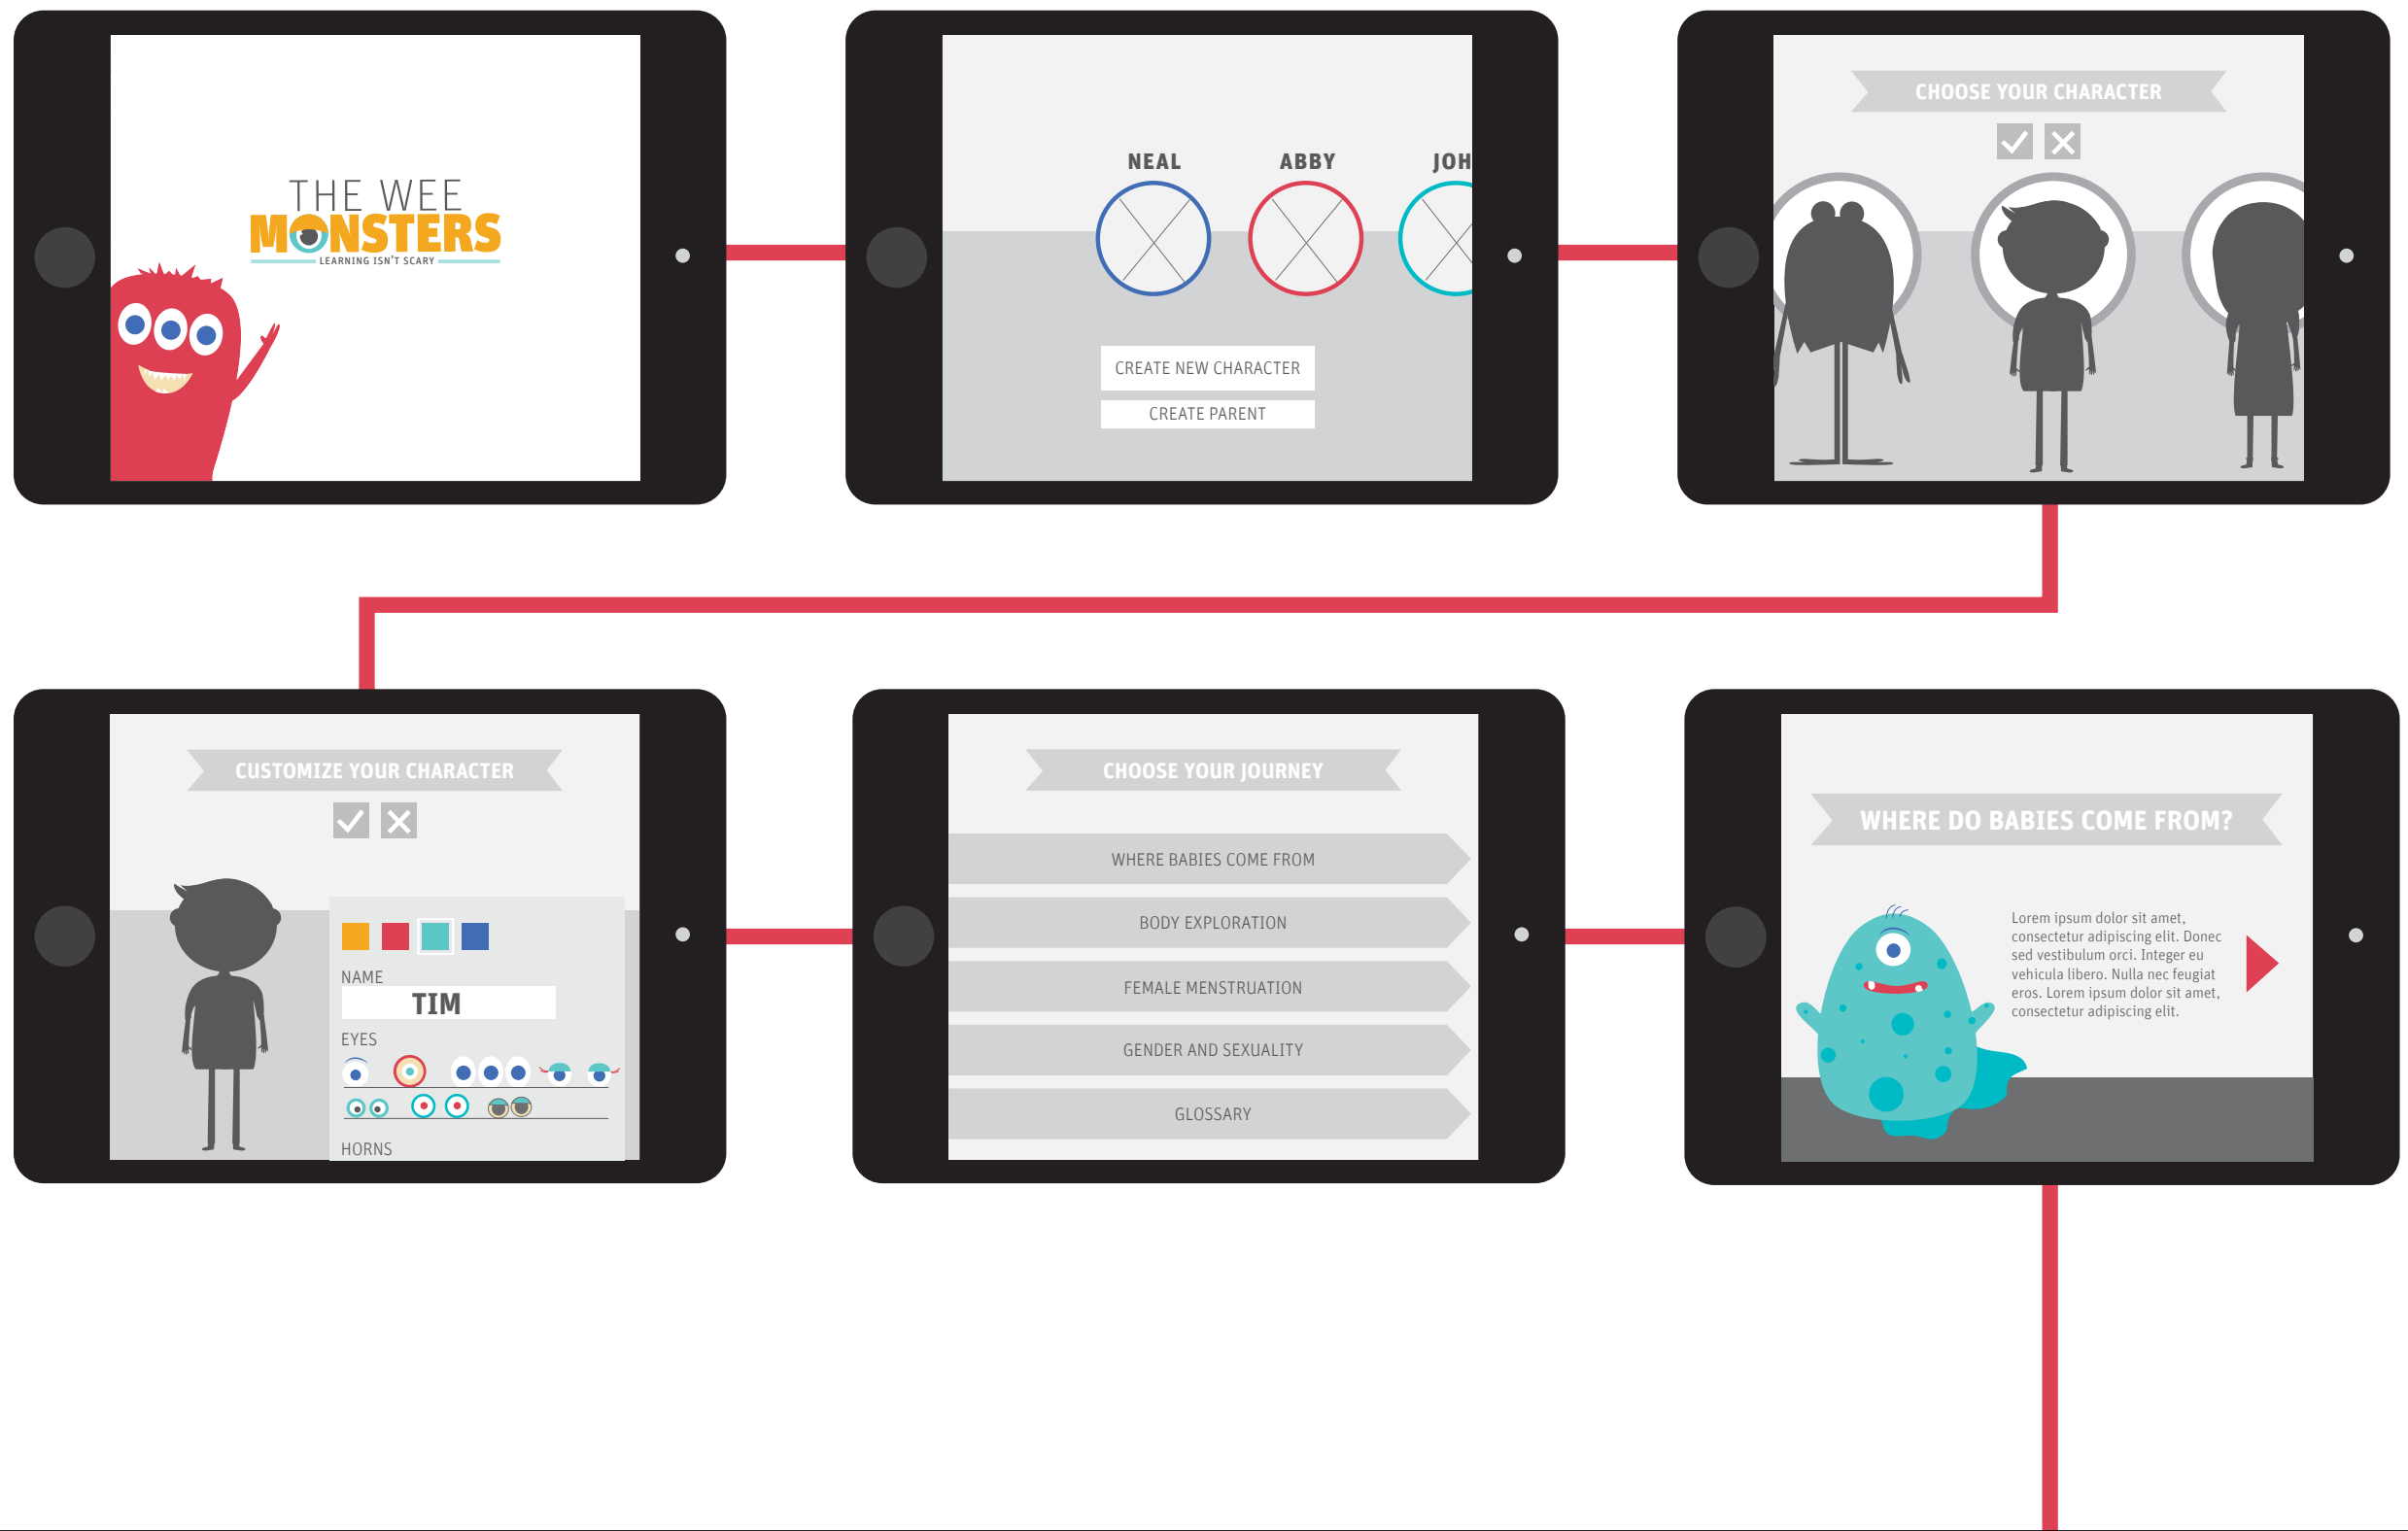 THE WEE
MONSTERS
LEARNING ISN'T SCARY
NEAL
ABBY
JOH
CREATE NEW CHARACTER
CREATE PARENT
CHOOSE YOUR CHARACTER
CUSTOMIZE YOUR CHARACTER
NAME
TIM
EYES
HORNS
CHOOSE YOUR JOURNEY
WHERE BABIES COME FROM
BODY EXPLORATION
FEMALE MENSTRUATION
GENDER AND SEXUALITY
GLOSSARY
WHERE DO BABIES COME FROM?
Lorem ipsum dolor sit amet,
consectetur adipiscing elit. Donec
sed vestibulum orci. Integer eu
vehicula libero. Nulla nec feugiat
eros. Lorem ipsum dolor sit amet,
consectetur adipiscing elit.